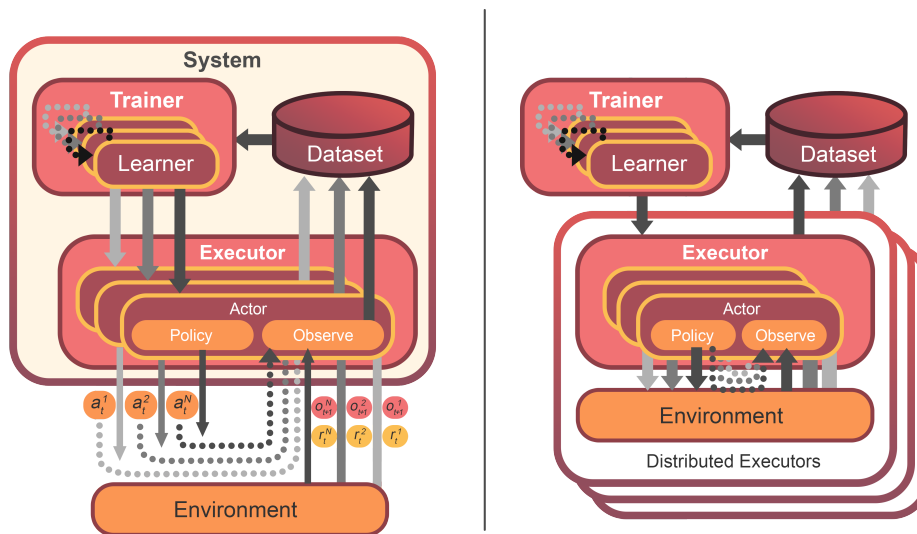 System
Trainer
Learner
Dataset
Executor
Actor
Policy
Observe
a_t^1
a_t^2
a_t^N
o_{t+1}^N
o_{t+1}^2
o_{t+1}^1
r_t^N
r_t^2
r_t^1
Environment
Trainer
Learner
Dataset
Executor
Actor
Policy
Observe
Environment
Distributed Executors